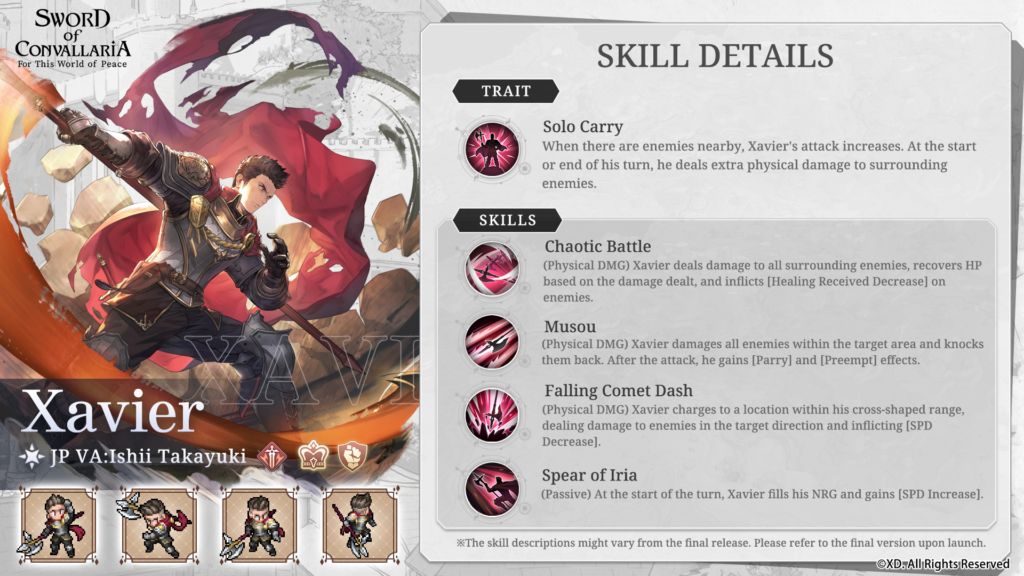 SWORD
of
CONVALLARIA
For This World of Peace
XAVIE
Xavier
JP VA:Ishii Takayuki
SKILL DETAILS
TRAIT
Solo Carry
When there are enemies nearby, Xavier's attack increases. At the start
or end of his turn, he deals extra physical damage to surrounding
enemies.
SKILLS
Chaotic Battle
(Physical DMG) Xavier deals damage to all surrounding enemies, recovers HP
based on the damage dealt, and inflicts [Healing Received Decrease] on
enemies.
Musou
(Physical DMG) Xavier damages all enemies within the target area and knocks
them back. After the attack, he gains [Parry] and [Preempt] effects.
Falling Comet Dash
(Physical DMG) Xavier charges to a location within his cross-shaped range,
dealing damage to enemies in the target direction and inflicting [SPD
Decrease].
Spear of Iria
(Passive) At the start of the turn, Xavier fills his NRG and gains [SPD Increase].
※The skill descriptions might vary from the final release. Please refer to the final version upon launch.
©XD. All Rights Reserved